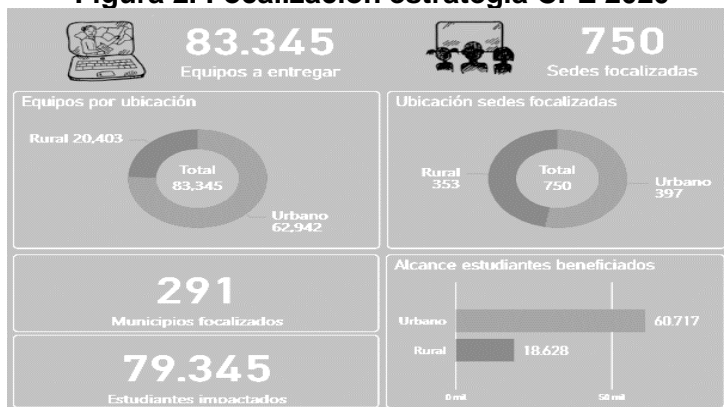 Figura 2. Focalización estrategia CPE 2020
83.345
Equipos a entregar
750
Sedes focalizadas
Equipos por ubicación
Rural 20,403
Total
83,345
Urbano
62,942
Ubicación sedes focalizadas
Rural
353
Total
750
Urbano
397
291
Municipios focalizados
79.345
Estudiantes impactados
Alcance estudiantes beneficiados
Urbano
60.717
Rural
18.628
0 mil
50 mil